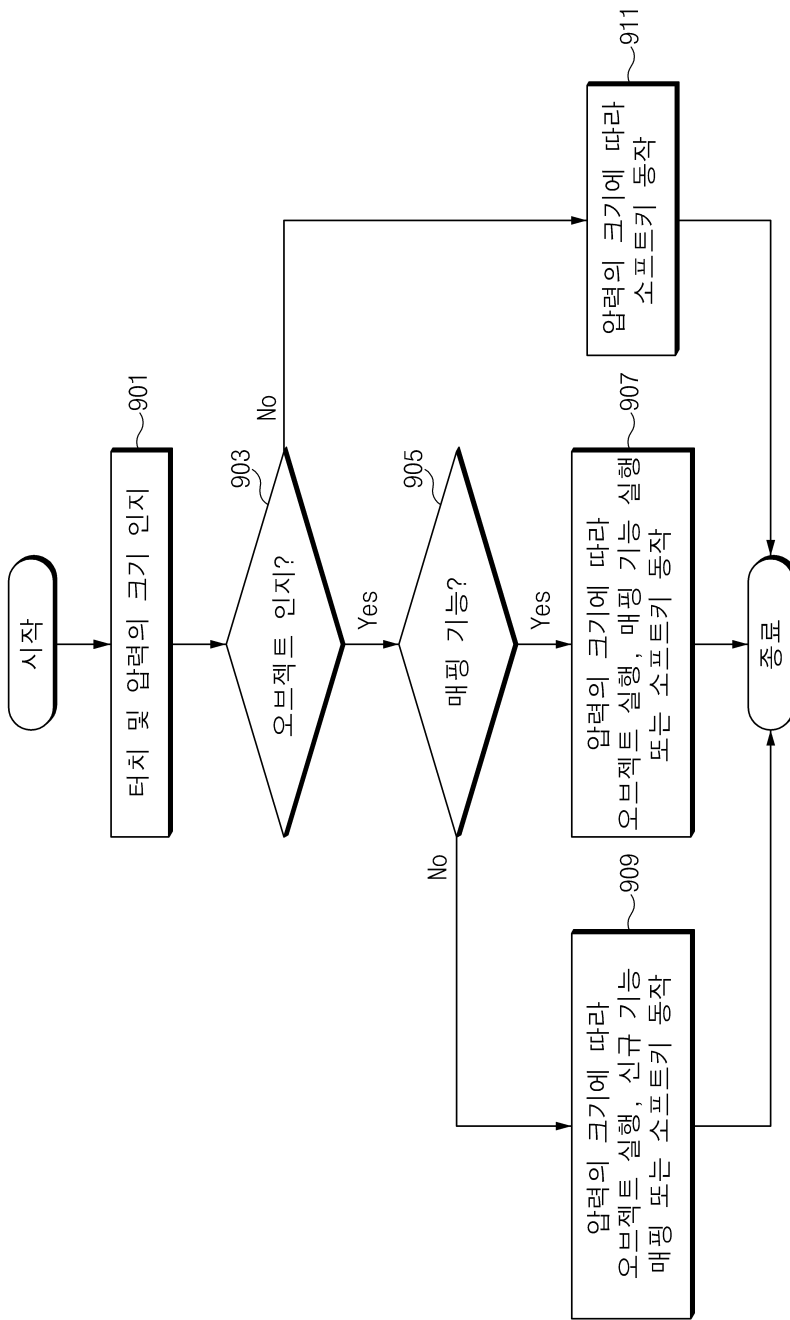 시작
901
터치 및 압력의 크기 인지
903
오브젝트 인지?
No
Yes
905
매핑 기능?
No
Yes
909
압력의 크기에 따라
오브젝트 실행, 신규 기능
매핑 또는 소프트키 동작
907
압력의 크기에 따라
오브젝트 실행, 매핑 기능 실행
또는 소프트키 동작
911
압력의 크기에 따라
소프트키 동작
종료